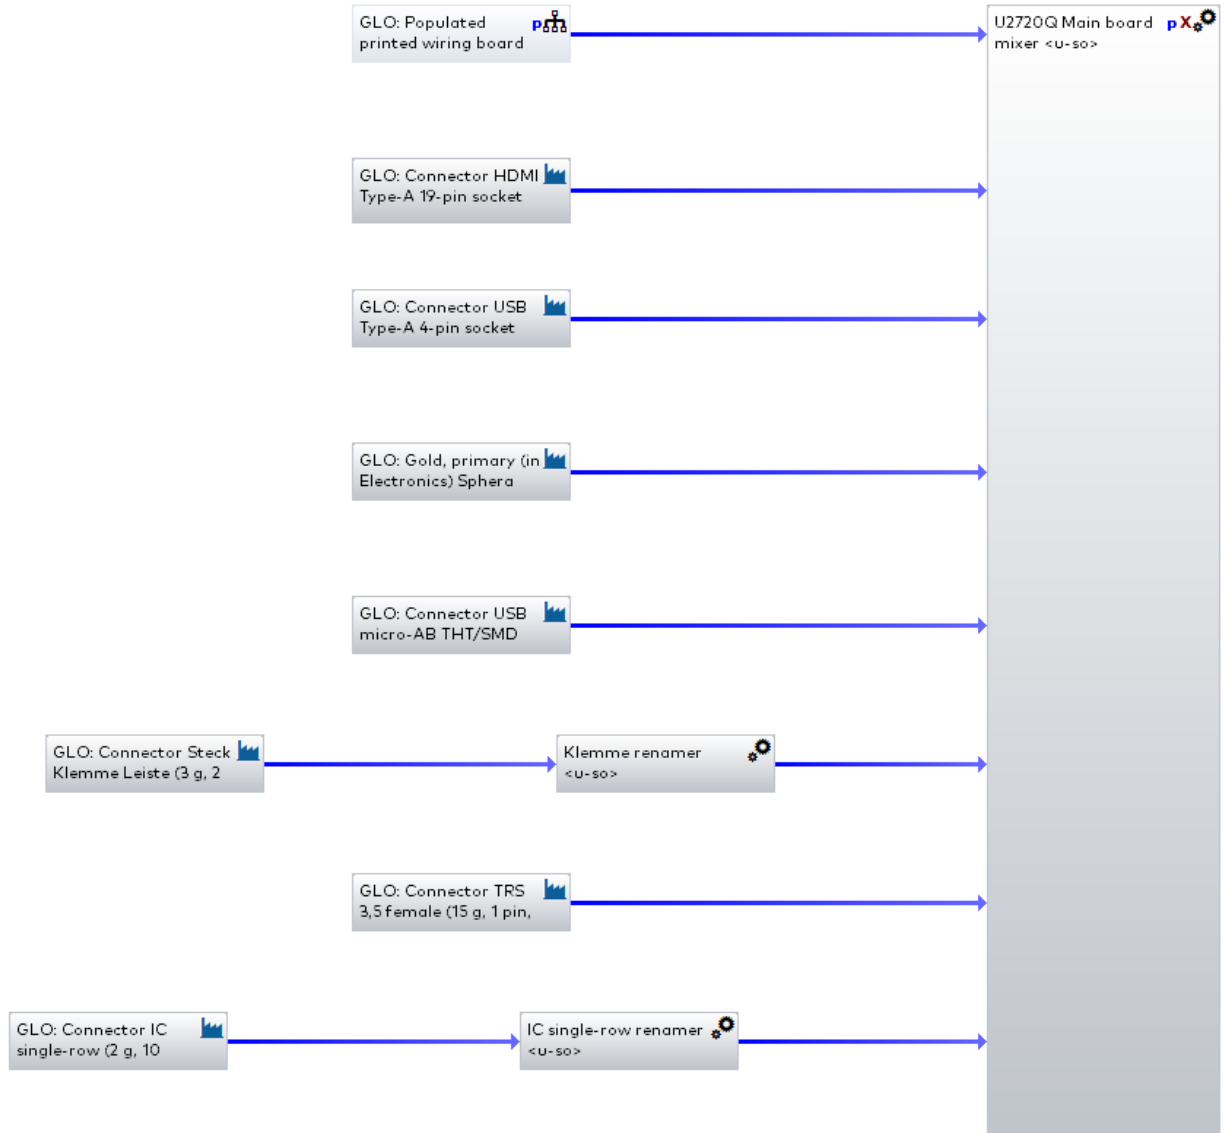 GLO: Populated
printed wiring board
p
U2720Q Main board
mixer <u-so>
p X
GLO: Connector HDMI
Type-A 19-pin socket
GLO: Connector USB
Type-A 4-pin socket
GLO: Gold, primary (in
Electronics) Sphera
GLO: Connector USB
micro-AB THT/SMD
GLO: Connector Steck
Klemme Leiste (3 g, 2
Klemme renamer
<u-so>
GLO: Connector TRS
3,5 female (15 g, 1 pin,
GLO: Connector IC
single-row (2 g, 10
IC single-row renamer
<u-so>